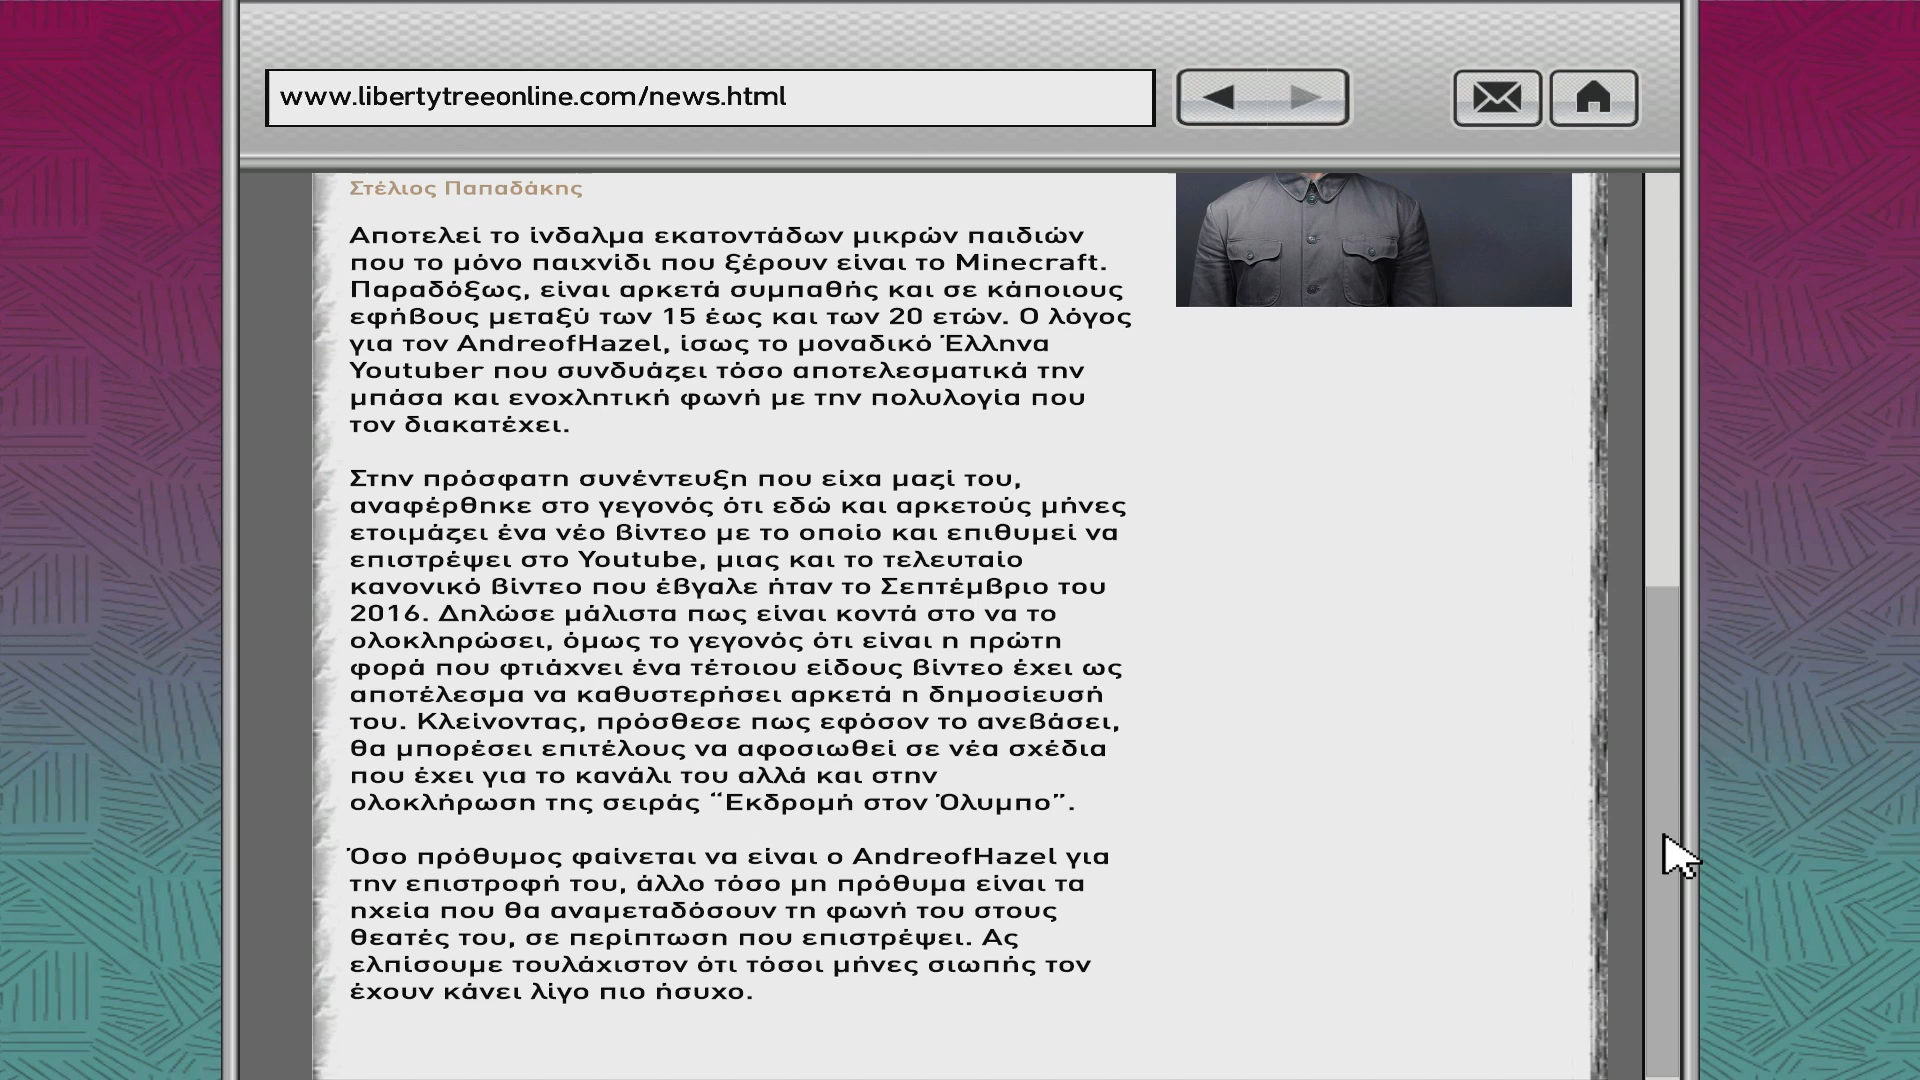 www.libertytreeonline.com/news.html
Στέλιος Παπαδάκης
Αποτελεί το ίνδαλμα εκατοντάδων μικρών παιδιών
που το μόνο παιχνίδι που ξέρουν είναι το Minecraft.
Παραδόξως, είναι αρκετά συμπαθής και σε κάποιους
εφήβους μεταξύ των 15 έως και των 20 ετών. Ο λόγος
για τον AndreofHazel, ίσως το μοναδικό Έλληνα
Youtuber που συνδυάζει τόσο αποτελεσματικά την
μπάσα και ενοχλητική φωνή με την πολυλογία που
τον διακατέχει.
Στην πρόσφατη συνέντευξη που είχα μαζί του,
αναφέρθηκε στο γεγονός ότι εδώ και αρκετούς μήνες
ετοιμάζει ένα νέο βίντεο με το οποίο και επιθυμεί να
επιστρέψει στο Youtube, μιας και το τελευταίο
κανονικό βίντεο που έβγαλε ήταν το Σεπτέμβριο του
2016. Δηλώσε μάλιστα πως είναι κοντά στο να το
ολοκληρώσει, όμως το γεγονός ότι είναι η πρώτη
φορά που φτιάχνει ένα τέτοιου είδους βίντεο έχει ως
αποτέλεσμα να καθυστερήσει αρκετά η δημοσίευσή
του. Κλείνοντας, πρόσθεσε πως εφόσον το ανεβάσει,
θα μπορέσει επιτέλους να αφοσιωθεί σε νέα σχέδια
που έχει για το κανάλι του αλλά και στην
ολοκλήρωση της σειράς “Εκδρομή στον Όλυμπο”.
Όσο πρόθυμος φαίνεται να είναι ο AndreofHazel για
την επιστροφή του, άλλο τόσο μη πρόθυμα είναι τα
ηχεία που θα αναμεταδόσουν τη φωνή του στους
θεατές του, σε περίπτωση που επιστρέψει. Ας
ελπίσουμε τουλάχιστον ότι τόσοι μήνες σιωπής τον
έχουν κάνει λίγο πιο ήσυχο.